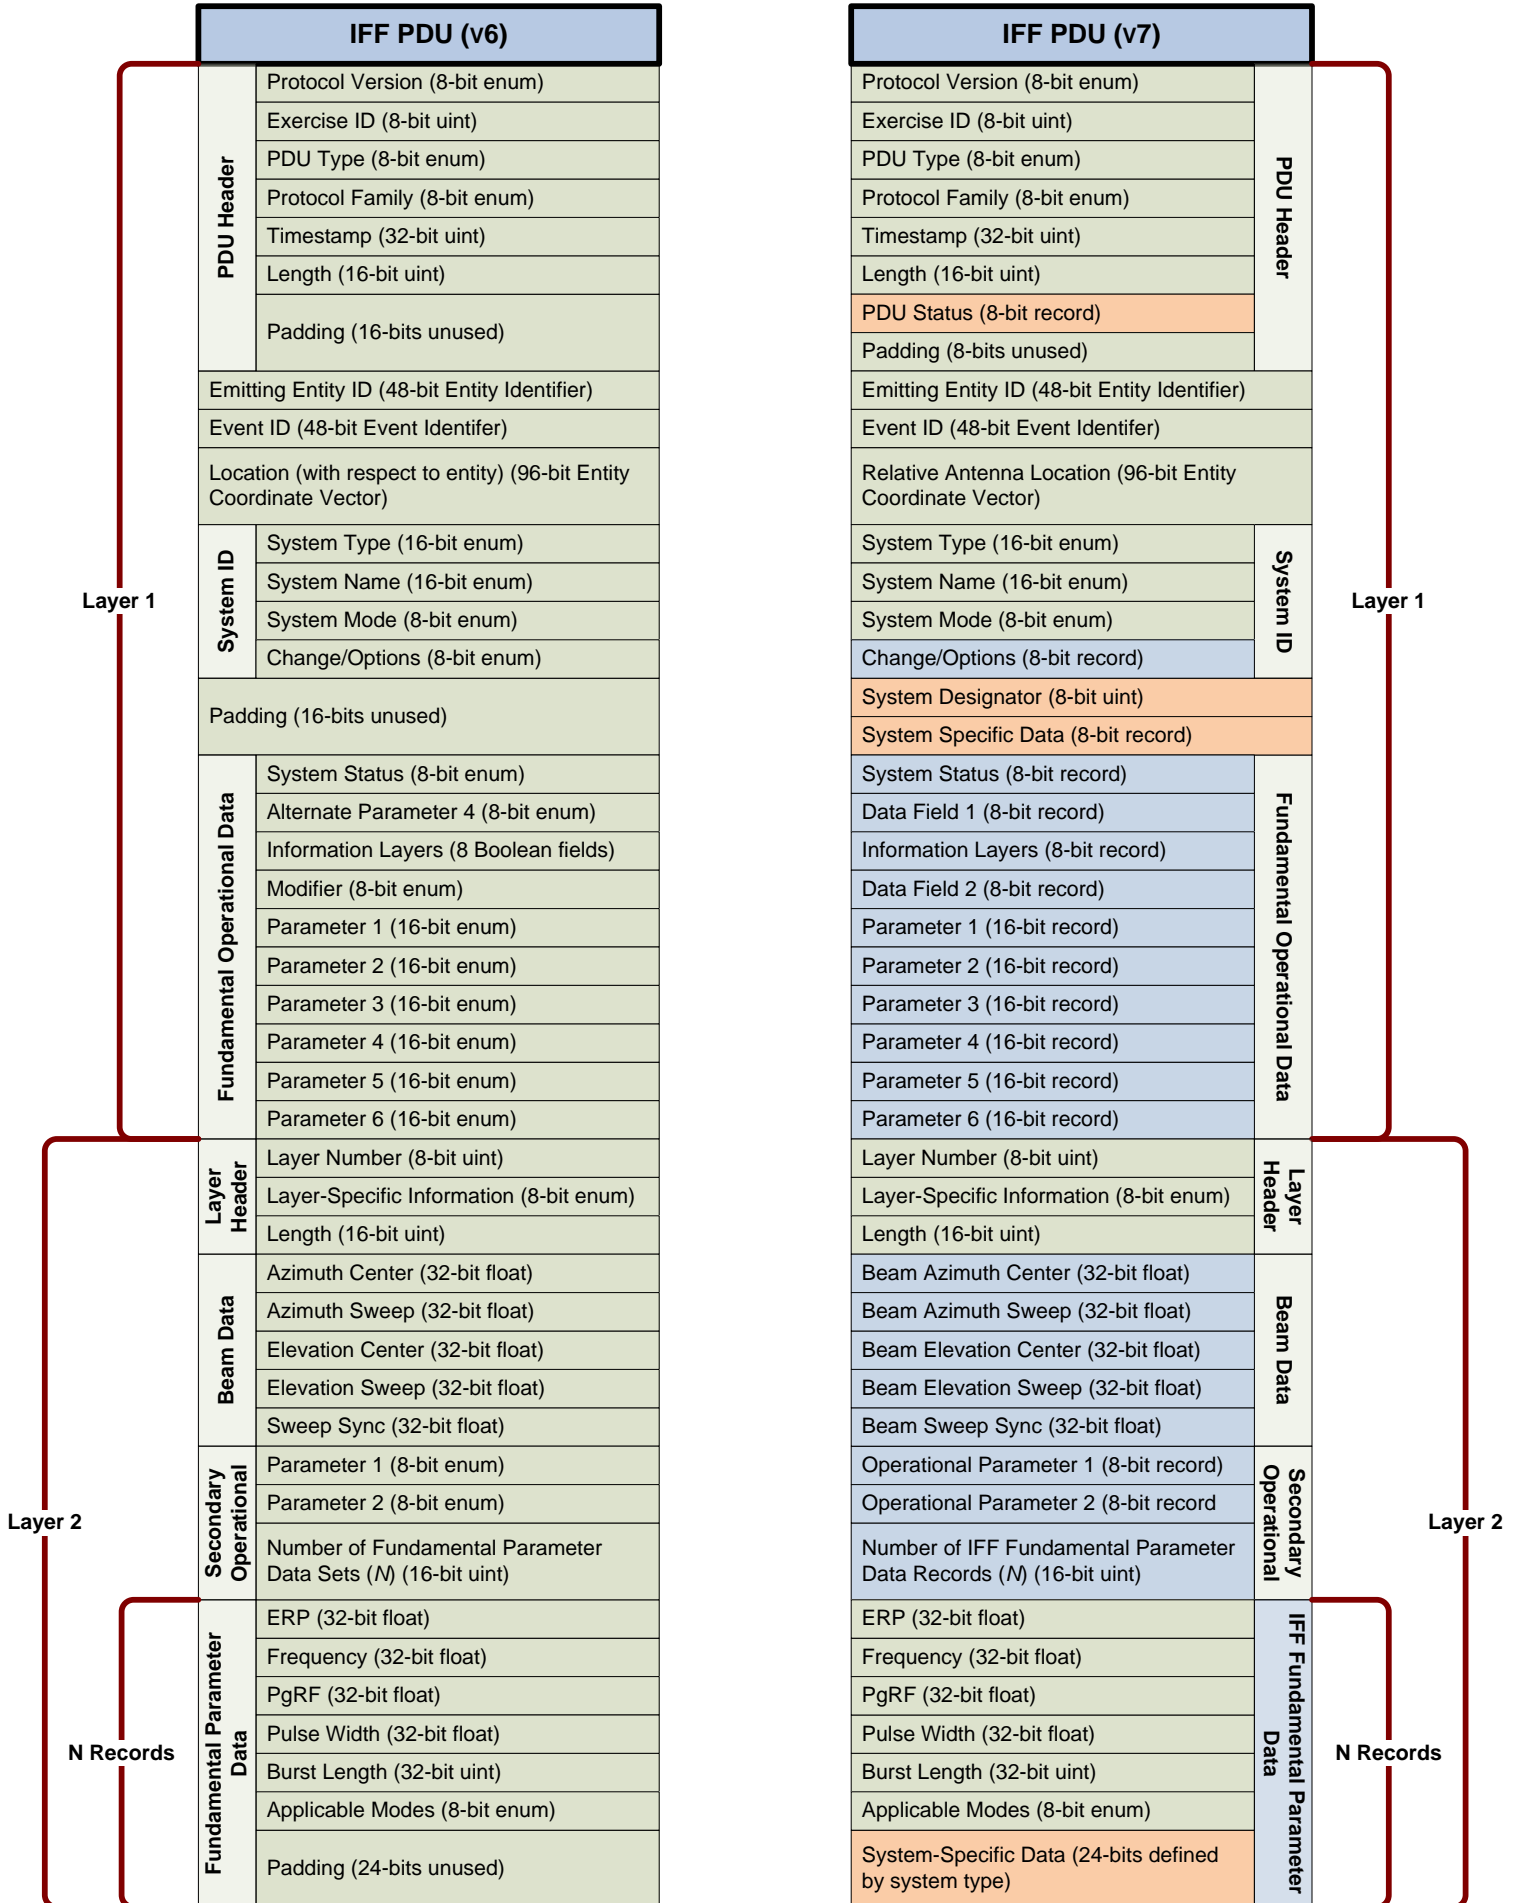 IFF PDU (v6)
Layer 1
PDU Header
Protocol Version (8-bit enum)
Exercise ID (8-bit uint)
PDU Type (8-bit enum)
Protocol Family (8-bit enum)
Timestamp (32-bit uint)
Length (16-bit uint)
Padding (16-bits unused)
Emitting Entity ID (48-bit Entity Identifier)
Event ID (48-bit Event Identifer)
Location (with respect to entity) (96-bit Entity
Coordinate Vector)
System ID
System Type (16-bit enum)
System Name (16-bit enum)
System Mode (8-bit enum)
Change/Options (8-bit enum)
Padding (16-bits unused)
Fundamental Operational Data
System Status (8-bit enum)
Alternate Parameter 4 (8-bit enum)
Information Layers (8 Boolean fields)
Modifier (8-bit enum)
Parameter 1 (16-bit enum)
Parameter 2 (16-bit enum)
Parameter 3 (16-bit enum)
Parameter 4 (16-bit enum)
Parameter 5 (16-bit enum)
Parameter 6 (16-bit enum)
Layer 2
Layer
Header
Layer Number (8-bit uint)
Layer-Specific Information (8-bit enum)
Length (16-bit uint)
Beam Data
Azimuth Center (32-bit float)
Azimuth Sweep (32-bit float)
Elevation Center (32-bit float)
Elevation Sweep (32-bit float)
Sweep Sync (32-bit float)
Secondary
Operational
Parameter 1 (8-bit enum)
Parameter 2 (8-bit enum)
Number of Fundamental Parameter
Data Sets (N) (16-bit uint)
N Records
Fundamental Parameter
Data
ERP (32-bit float)
Frequency (32-bit float)
PgRF (32-bit float)
Pulse Width (32-bit float)
Burst Length (32-bit uint)
Applicable Modes (8-bit enum)
Padding (24-bits unused)
IFF PDU (v7)
Layer 1
PDU Header
Protocol Version (8-bit enum)
Exercise ID (8-bit uint)
PDU Type (8-bit enum)
Protocol Family (8-bit enum)
Timestamp (32-bit uint)
Length (16-bit uint)
PDU Status (8-bit record)
Padding (8-bits unused)
Emitting Entity ID (48-bit Entity Identifier)
Event ID (48-bit Event Identifer)
Relative Antenna Location (96-bit Entity
Coordinate Vector)
System ID
System Type (16-bit enum)
System Name (16-bit enum)
System Mode (8-bit enum)
Change/Options (8-bit record)
System Designator (8-bit uint)
System Specific Data (8-bit record)
Fundamental Operational Data
System Status (8-bit record)
Data Field 1 (8-bit record)
Information Layers (8-bit record)
Data Field 2 (8-bit record)
Parameter 1 (16-bit record)
Parameter 2 (16-bit record)
Parameter 3 (16-bit record)
Parameter 4 (16-bit record)
Parameter 5 (16-bit record)
Parameter 6 (16-bit record)
Layer 2
Layer
Header
Layer Number (8-bit uint)
Layer-Specific Information (8-bit enum)
Length (16-bit uint)
Beam Data
Beam Azimuth Center (32-bit float)
Beam Azimuth Sweep (32-bit float)
Beam Elevation Center (32-bit float)
Beam Elevation Sweep (32-bit float)
Beam Sweep Sync (32-bit float)
Secondary
Operational
Operational Parameter 1 (8-bit record)
Operational Parameter 2 (8-bit record
Number of IFF Fundamental Parameter
Data Records (N) (16-bit uint)
N Records
IFF Fundamental Parameter
Data
ERP (32-bit float)
Frequency (32-bit float)
PgRF (32-bit float)
Pulse Width (32-bit float)
Burst Length (32-bit uint)
Applicable Modes (8-bit enum)
System-Specific Data (24-bits defined
by system type)